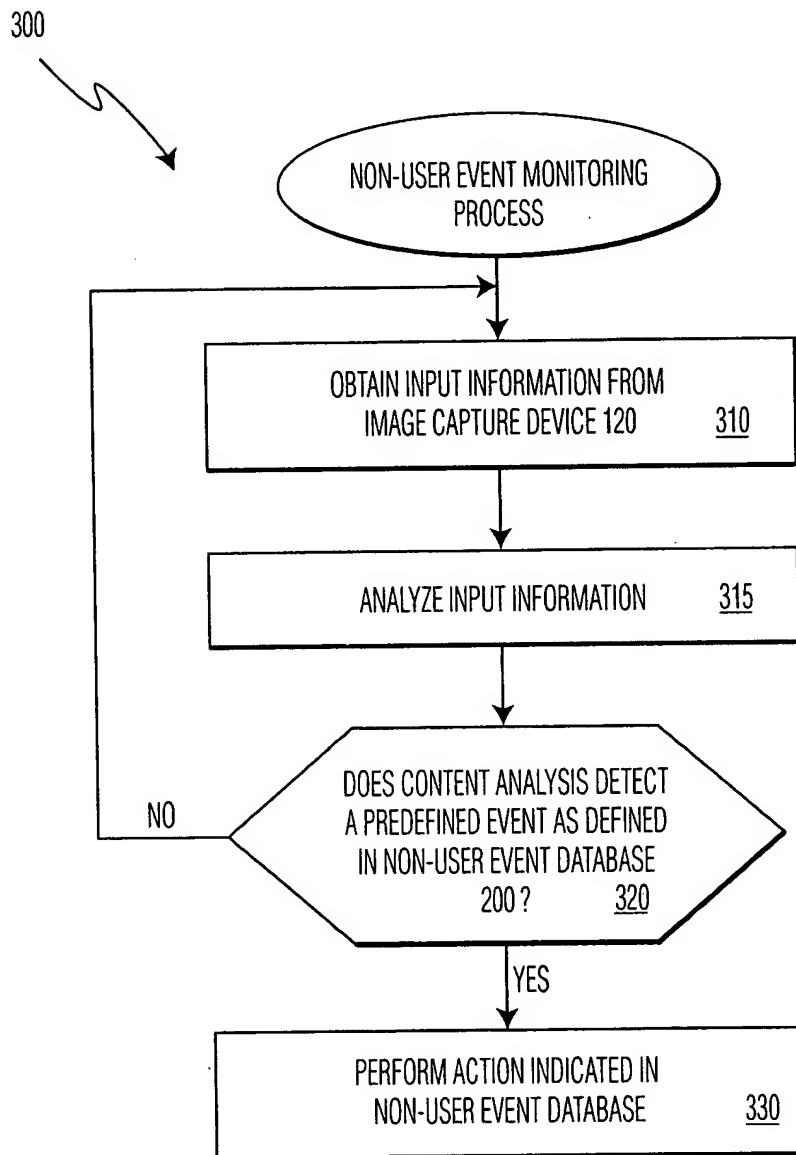 300
NON-USER EVENT MONITORING
PROCESS
OBTAIN INPUT INFORMATION FROM
IMAGE CAPTURE DEVICE 120 310
ANALYZE INPUT INFORMATION 315
DOES CONTENT ANALYSIS DETECT
A PREDEFINED EVENT AS DEFINED
IN NON-USER EVENT DATABASE
200 ? 320
NO
YES
PERFORM ACTION INDICATED IN
NON-USER EVENT DATABASE 330